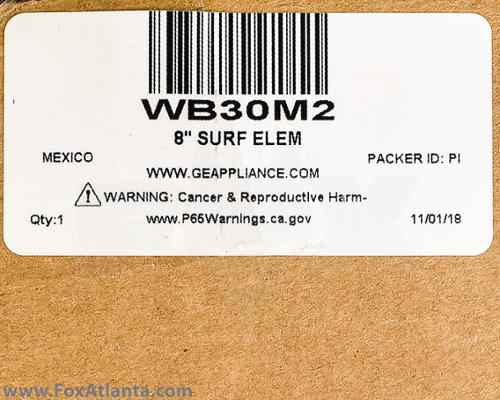 WB30M2
8" SURF ELEM
MEXICO
PACKER ID: PI
WWW.GEAPPLIANCE.COM
WARNING: Cancer & Reproductive Harm-
Qty:1
www.P65Warnings.ca.gov
11/01/18
www.FoxAtlanta.com